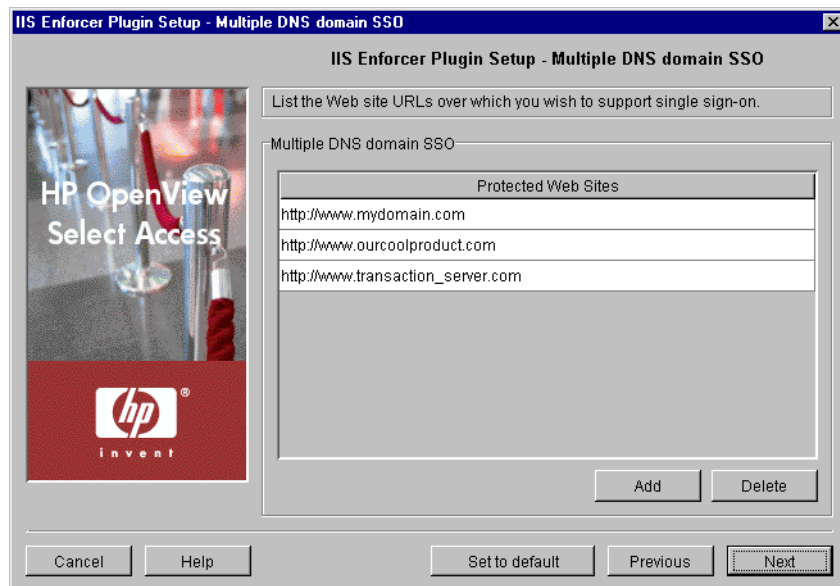 IIS Enforcer Plugin Setup - Multiple DNS domain SSO
IIS Enforcer Plugin Setup - Multiple DNS domain SSO
HP OpenView
Select Access
hp
®
invent
List the Web site URLs over which you wish to support single sign-on.
Multiple DNS domain SSO
Protected Web Sites
http://www.mydomain.com
http://www.ourcoolproduct.com
http://www.transaction_server.com
Add
Delete
Cancel
Help
Set to default
Previous
Next